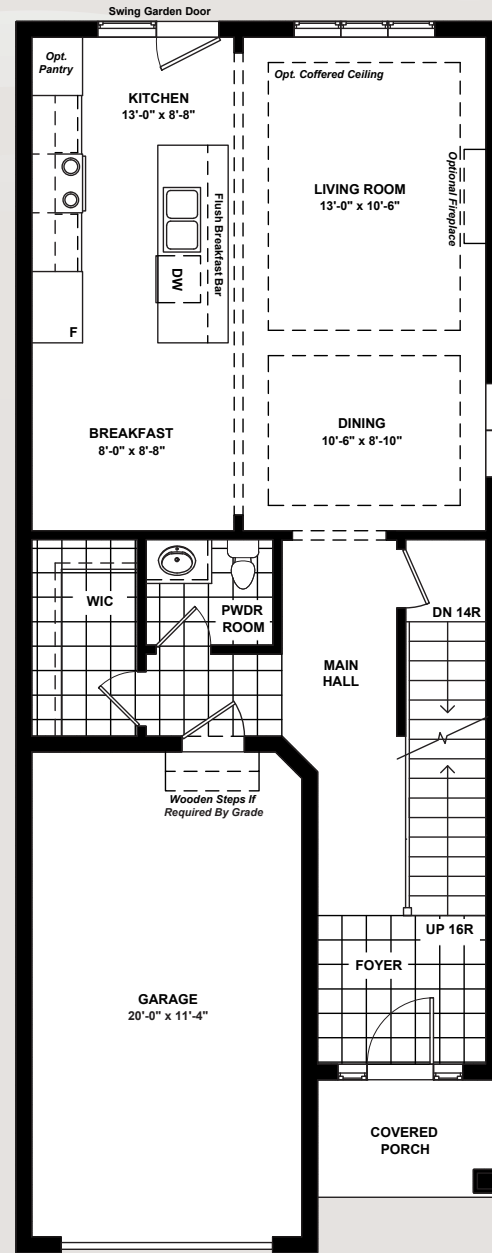 Swing Garden Door
Opt.
Pantry
KITCHEN
13'-0" x 8'-8"
Opt. Coffered Ceiling
LIVING ROOM
13'-0" x 10'-6"
Optional Fireplace
Flush Breakfast Bar
DW
F
BREAKFAST
8'-0" x 8'-8"
DINING
10'-6" x 8'-10"
WIC
PWDR
ROOM
DN 14R
MAIN
HALL
Wooden Steps If
Required By Grade
UP 16R
FOYER
GARAGE
20'-0" x 11'-4"
COVERED
PORCH